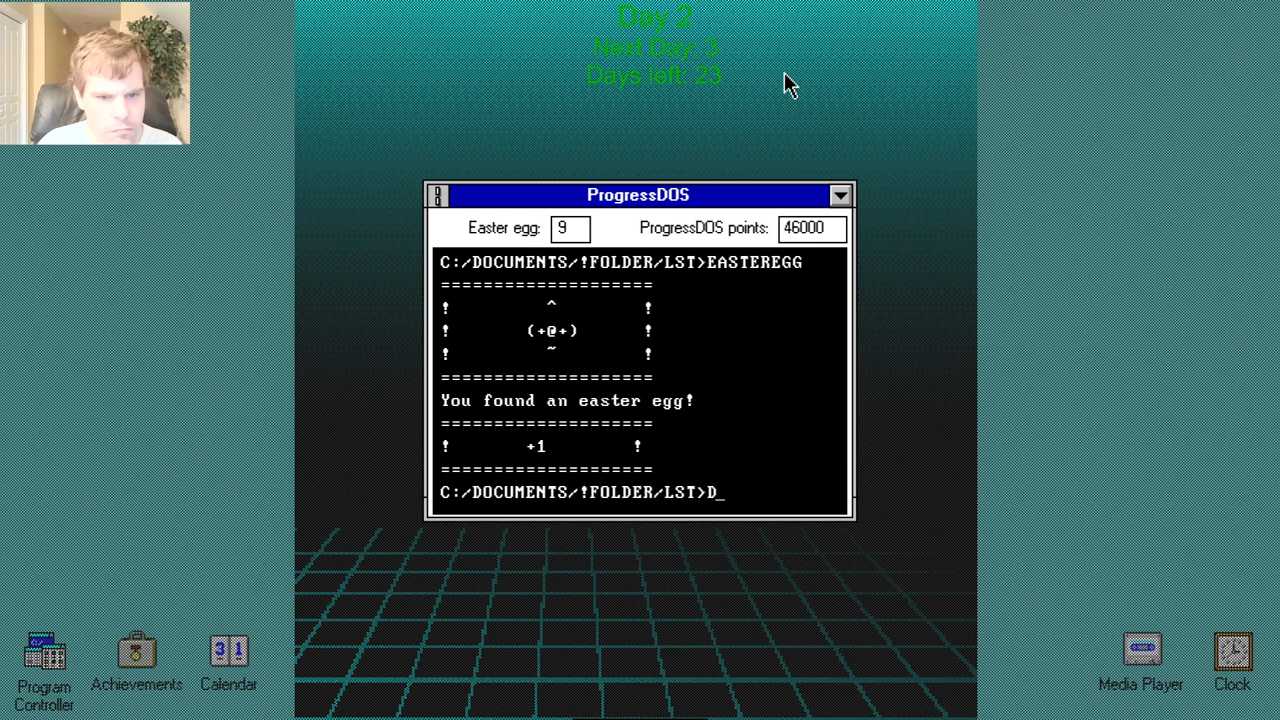 Day 2
Next Day: 3
Days left: 23
ProgressDOS
Easter egg: 9 ProgressDOS points: 46000
C:/DOCUMENTS/!FOLDER/LST>EASTEREGG
====================
! ^ !
! (+@+) !
! ~ !
====================
You found an easter egg!
====================
! +1 !
====================
C:/DOCUMENTS/!FOLDER/LST>D_
Program
Controller
Achievements
3 1
Calendar
Media Player
Clock